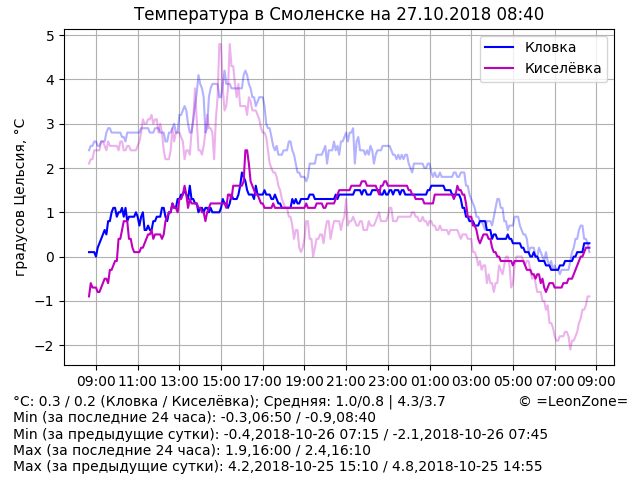 Температура в Смоленске на 27.10.2018 08:40
градусов Цельсия, °C
5
4
3
2
1
0
−1
−2
Кловка
Киселёвка
09:00 11:00 13:00 15:00 17:00 19:00 21:00 23:00 01:00 03:00 05:00 07:00 09:00
°C: 0.3 / 0.2 (Кловка / Киселёвка); Средняя: 1.0/0.8 | 4.3/3.7 © =LeonZone=
Min (за последние 24 часа): -0.3,06:50 / -0.9,08:40
Min (за предыдущие сутки): -0.4,2018-10-26 07:15 / -2.1,2018-10-26 07:45
Max (за последние 24 часа): 1.9,16:00 / 2.4,16:10
Max (за предыдущие сутки): 4.2,2018-10-25 15:10 / 4.8,2018-10-25 14:55